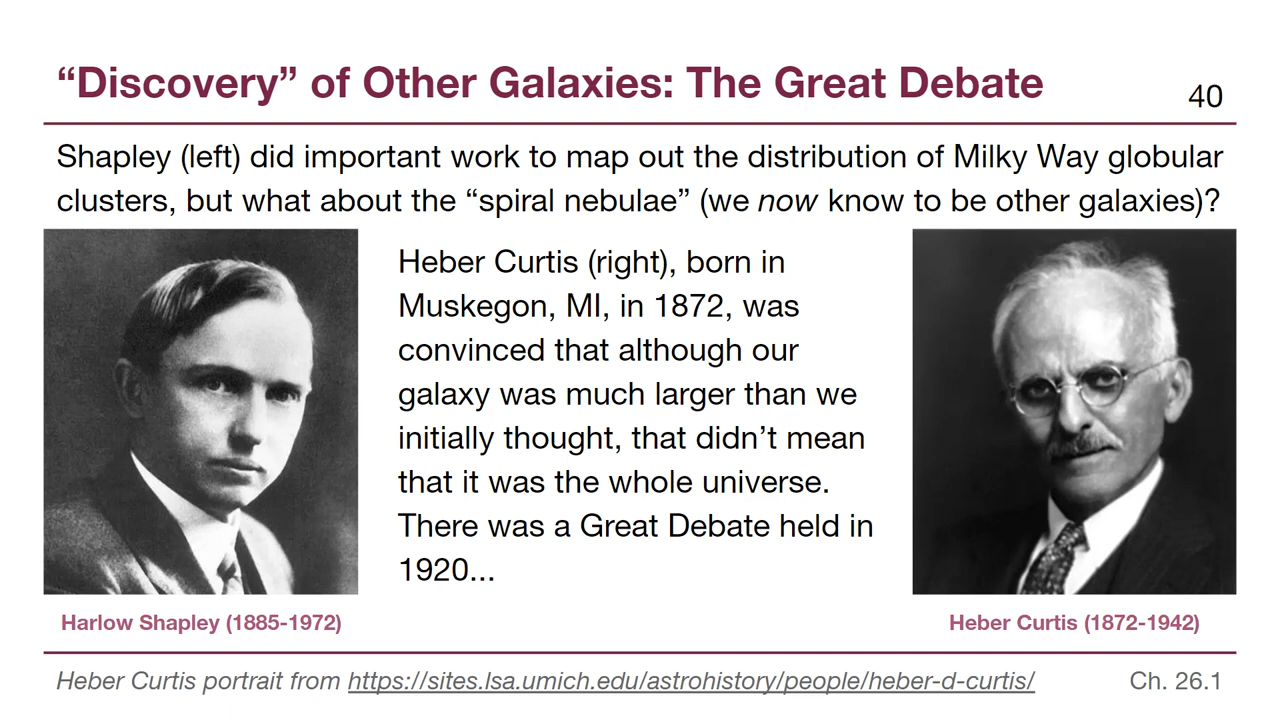 “Discovery” of Other Galaxies: The Great Debate
40
Shapley (left) did important work to map out the distribution of Milky Way globular
clusters, but what about the “spiral nebulae” (we now know to be other galaxies)?
Heber Curtis (right), born in
Muskegon, MI, in 1872, was
convinced that although our
galaxy was much larger than we
initially thought, that didn’t mean
that it was the whole universe.
There was a Great Debate held in
1920...
Harlow Shapley (1885-1972)
Heber Curtis (1872-1942)
Heber Curtis portrait from https://sites.lsa.umich.edu/astrohistory/people/heber-d-curtis/
Ch. 26.1